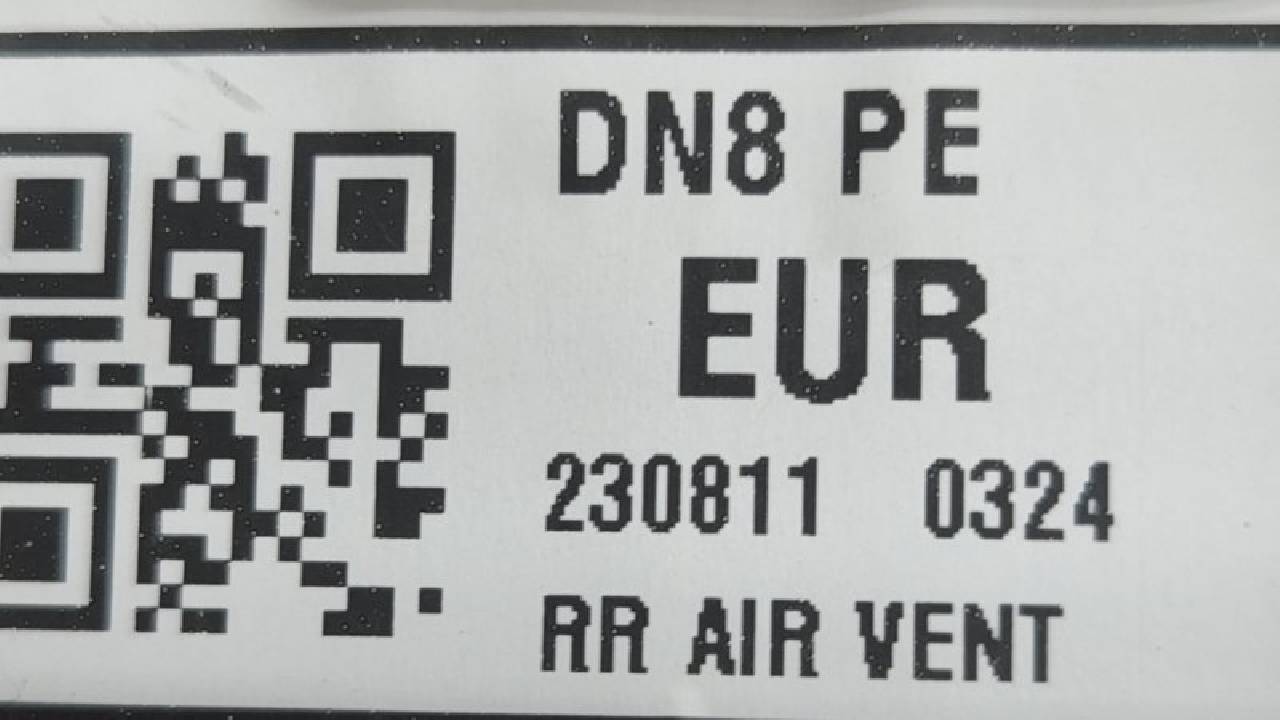 DN8 PE
EUR
230811 0324
RR AIR VENT